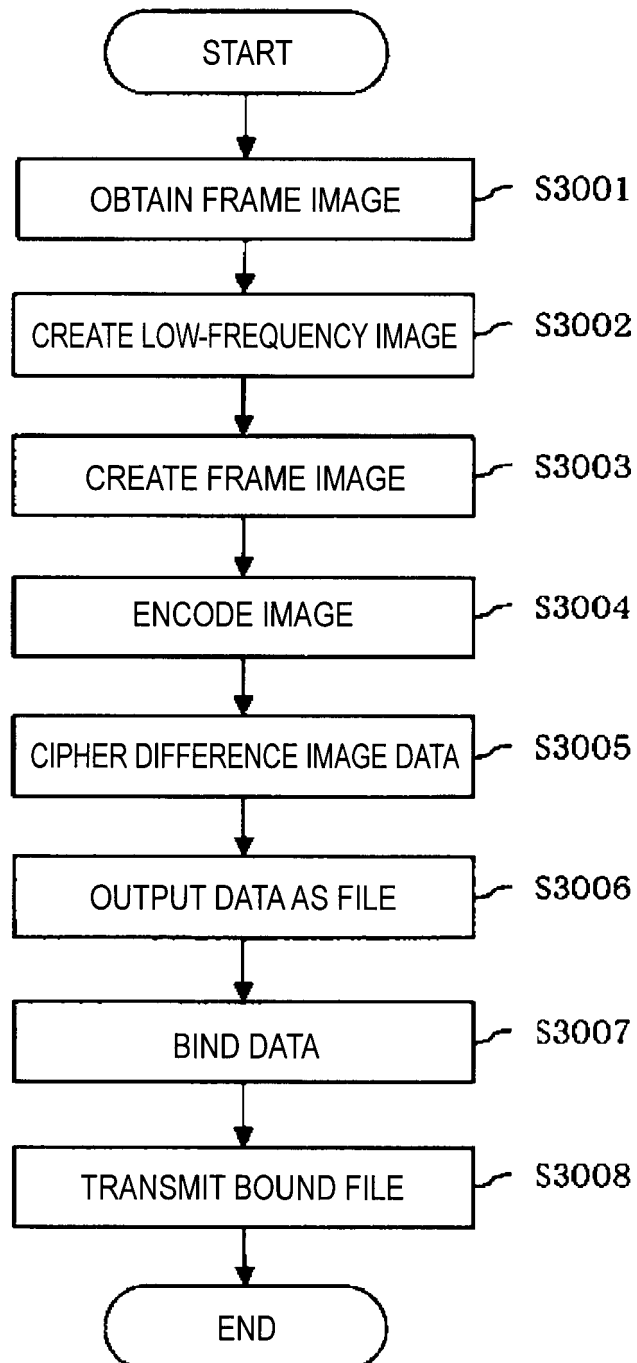 START
OBTAIN FRAME IMAGE S3001
CREATE LOW-FREQUENCY IMAGE S3002
CREATE FRAME IMAGE S3003
ENCODE IMAGE S3004
CIPHER DIFFERENCE IMAGE DATA S3005
OUTPUT DATA AS FILE S3006
BIND DATA S3007
TRANSMIT BOUND FILE S3008
END